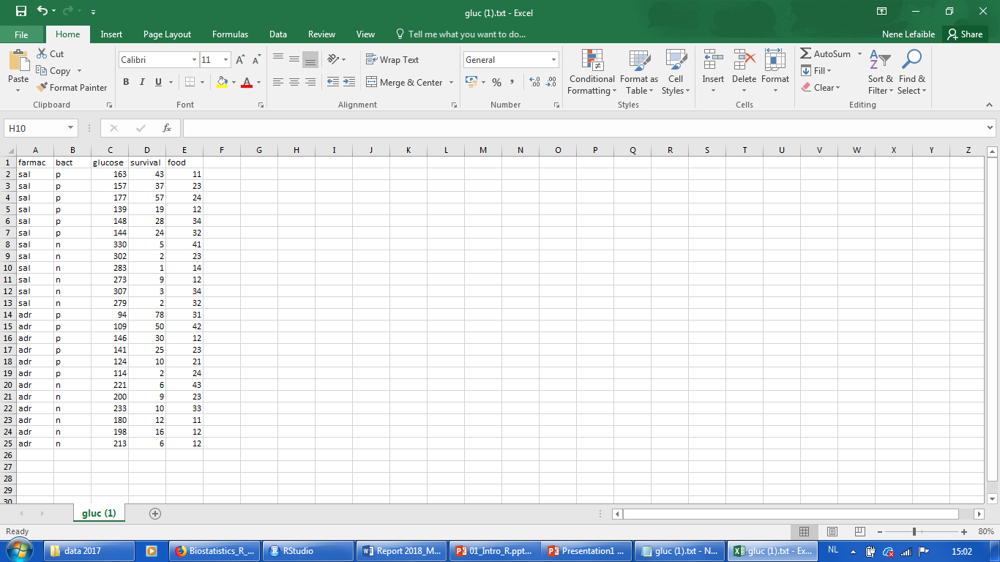 gluc (1).txt - Excel
File Home Insert Page Layout Formulas Data Review View Tell me what you want to do... Nene Lefaible Share
Paste Cut Copy Format Painter
Calibri 11
B I U A
Wrap Text
Merge & Center
General
%
Conditional Formatting Format as Table Cell Styles
Insert Delete Format
AutoSum Fill Clear
Sort & Filter Find & Select
Clipboard Font Alignment Number Styles Cells Editing
H10 fx
A B C D E F G H I J K L M N O P Q R S T U V W X Y Z
1 farmac bact glucose survival food
2 sal p 163 43 11
3 sal p 157 37 23
4 sal p 177 57 24
5 sal p 139 19 12
6 sal p 148 28 34
7 sal p 144 24 32
8 sal n 330 5 41
9 sal n 302 2 23
10 sal n 283 1 14
11 sal n 273 9 12
12 sal n 307 3 34
13 sal n 279 2 32
14 adr p 94 78 31
15 adr p 109 50 42
16 adr p 146 30 12
17 adr p 141 25 23
18 adr p 124 10 21
19 adr p 114 2 24
20 adr n 221 6 43
21 adr n 200 9 23
22 adr n 233 10 33
23 adr n 180 12 11
24 adr n 198 16 12
25 adr n 213 6 12
26
27
28
29
30
gluc (1)
Ready 80%
data 2017 Biostatistics_R_... RStudio Report 2018_M... 01_Intro_R.ppt... Presentation1 ... gluc (1).txt - N... gluc (1).txt - Ex... NL 15:02